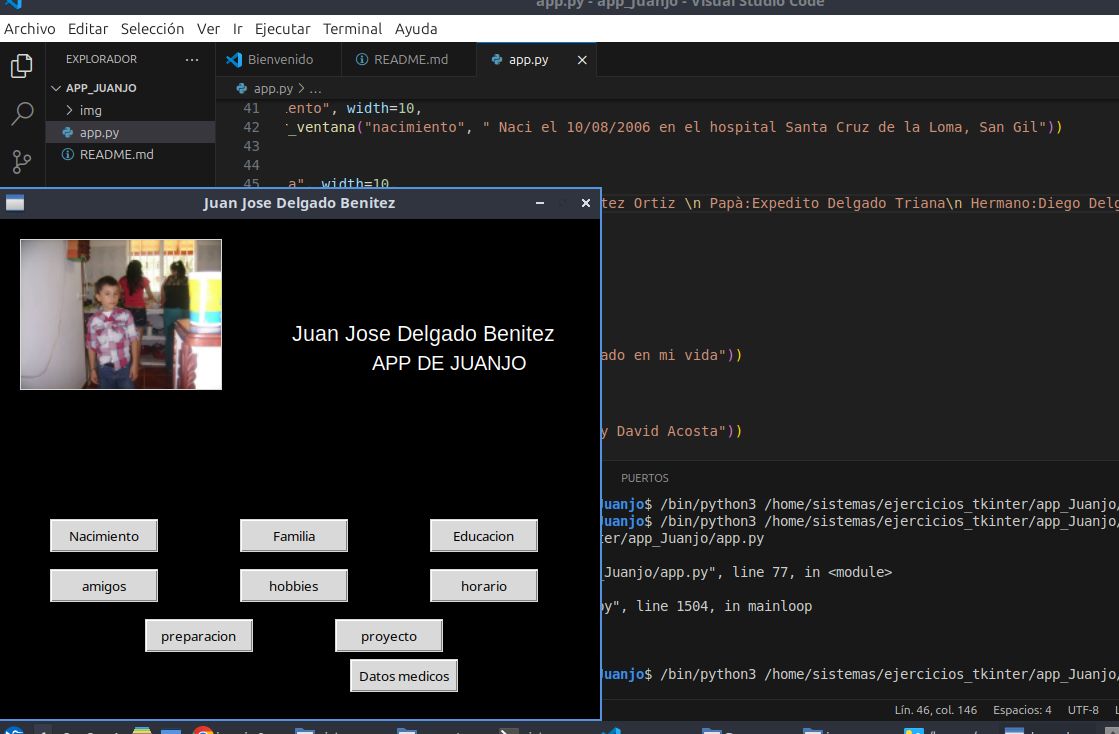 app.py - app_Juanjo - Visual Studio Code
Archivo Editar Selección Ver Ir Ejecutar Terminal Ayuda
EXPLORADOR ...
Bienvenido README.md app.py
APP_JUANJO
img
app.py
README.md
app.py > ...
41 .ento", width=10,
42 _ventana("nacimiento", " Naci el 10/08/2006 en el hospital Santa Cruz de la Loma, San Gil"))
43
44
45 a", width=10
Juan Jose Delgado Benitez
tez Ortiz \n Papà:Expedito Delgado Triana\n Hermano:Diego Delg
Juan Jose Delgado Benitez
APP DE JUANJO
ado en mi vida"))
y David Acosta"))
PUERTOS
Juanjo$ /bin/python3 /home/sistemas/ejercicios_tkinter/app_Juanjo/
Juanjo$ /bin/python3 /home/sistemas/ejercicios_tkinter/app_Juanjo/
ter/app_Juanjo/app.py
_Juanjo/app.py", line 77, in <module>
py", line 1504, in mainloop
Juanjo$ /bin/python3 /home/sistemas/ejercicios_tkinter/app_Juanjo/
Nacimiento Familia Educacion
amigos hobbies horario
preparacion proyecto
Datos medicos
Lín. 46, col. 146 Espacios: 4 UTF-8